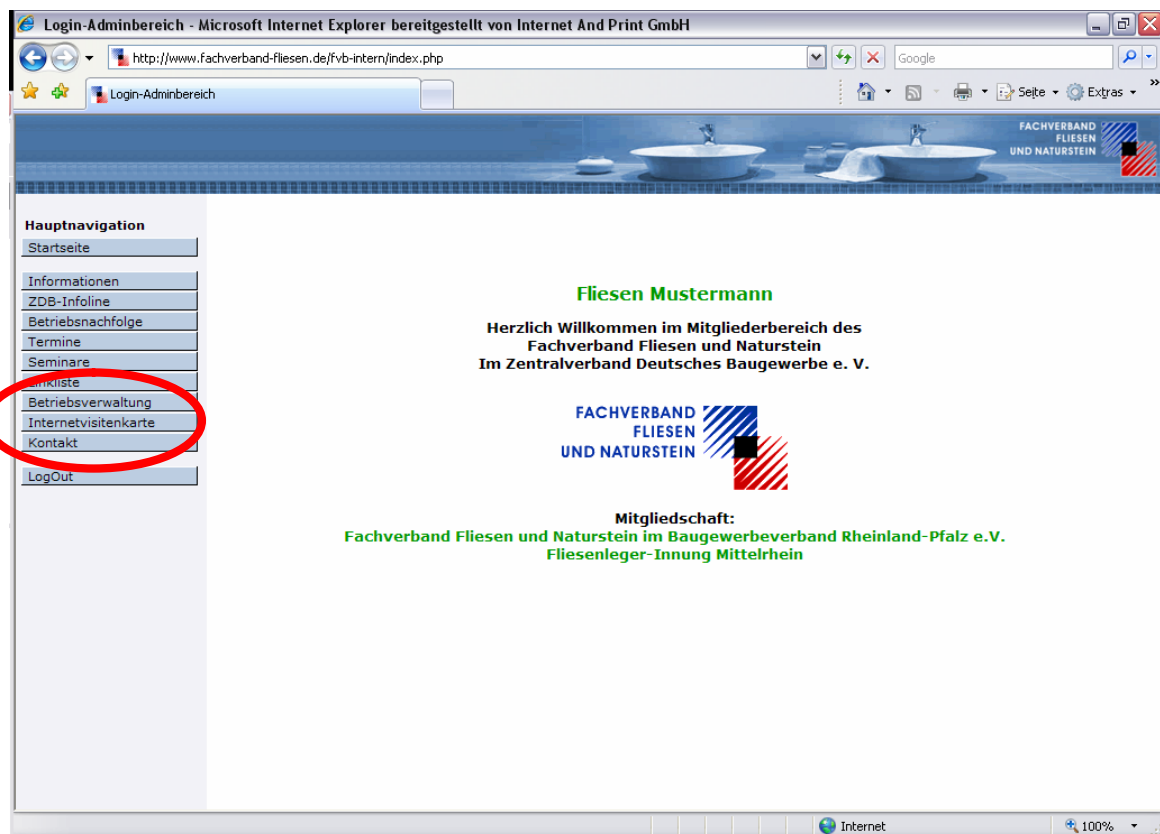 Login-Adminbereich - Microsoft Internet Explorer bereitgestellt von Internet And Print GmbH
http://www.fachverband-fliesen.de/fvb-intern/index.php
Google
Login-Adminbereich
Seite
Extras
»
FACHVERBAND
FLIESEN
UND NATURSTEIN
Hauptnavigation
Startseite
Informationen
ZDB-Infoline
Betriebsnachfolge
Termine
Seminare
Linkliste
Betriebsverwaltung
Internetvisitenkarte
Kontakt
LogOut
Fliesen Mustermann
Herzlich Willkommen im Mitgliederbereich des
Fachverband Fliesen und Naturstein
Im Zentralverband Deutsches Baugewerbe e. V.
FACHVERBAND
FLIESEN
UND NATURSTEIN
Mitgliedschaft:
Fachverband Fliesen und Naturstein im Baugewerbeverband Rheinland-Pfalz e.V.
Fliesenleger-Innung Mittelrhein
Internet
100%